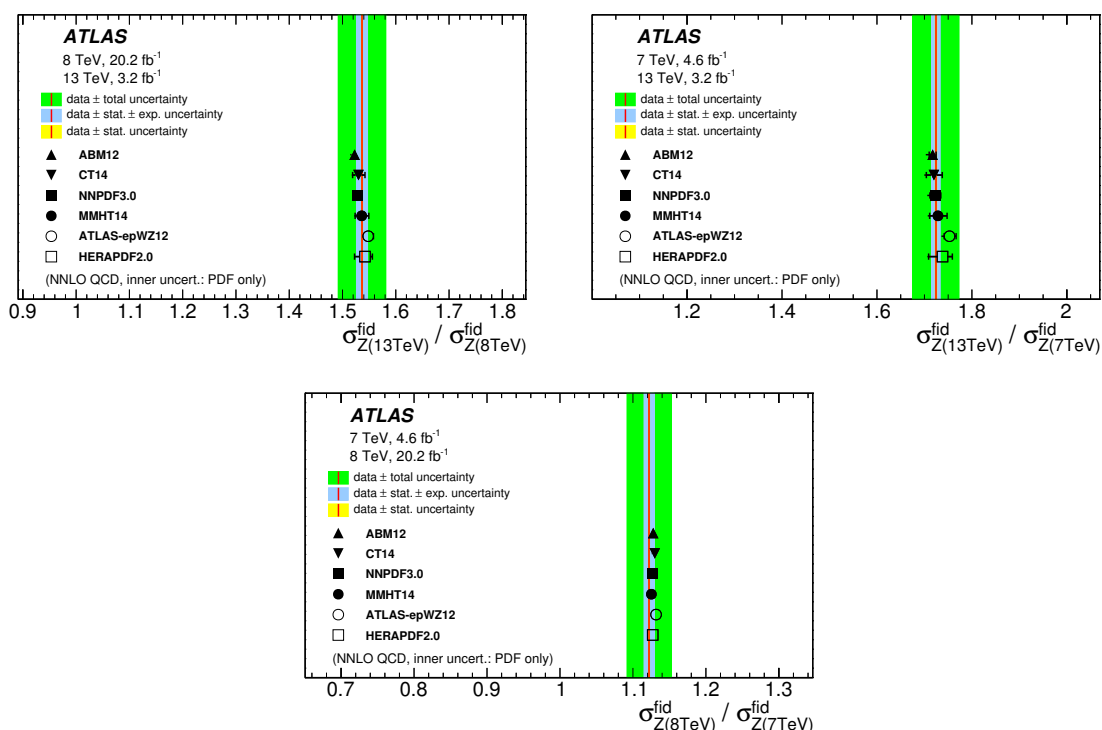 ATLAS
8 TeV, 20.2 fb⁻¹
13 TeV, 3.2 fb⁻¹
data ± total uncertainty
data ± stat. ± exp. uncertainty
data ± stat. uncertainty
ABM12
CT14
NNPDF3.0
MMHT14
ATLAS-epWZ12
HERAPDF2.0
(NNLO QCD, inner uncert.: PDF only)
0.9 1 1.1 1.2 1.3 1.4 1.5 1.6 1.7 1.8
σ^fid_Z(13TeV) / σ^fid_Z(8TeV)
ATLAS
7 TeV, 4.6 fb⁻¹
13 TeV, 3.2 fb⁻¹
data ± total uncertainty
data ± stat. ± exp. uncertainty
data ± stat. uncertainty
ABM12
CT14
NNPDF3.0
MMHT14
ATLAS-epWZ12
HERAPDF2.0
(NNLO QCD, inner uncert.: PDF only)
1.2 1.4 1.6 1.8 2
σ^fid_Z(13TeV) / σ^fid_Z(7TeV)
ATLAS
7 TeV, 4.6 fb⁻¹
8 TeV, 20.2 fb⁻¹
data ± total uncertainty
data ± stat. ± exp. uncertainty
data ± stat. uncertainty
ABM12
CT14
NNPDF3.0
MMHT14
ATLAS-epWZ12
HERAPDF2.0
(NNLO QCD, inner uncert.: PDF only)
0.7 0.8 0.9 1 1.1 1.2 1.3
σ^fid_Z(8TeV) / σ^fid_Z(7TeV)